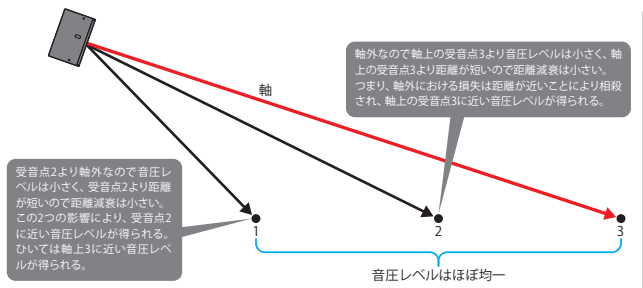 軸外なので軸上の受音点3より音圧レベルは小さく、軸
上の受音点3より距離が短いので距離減衰は小さい。
つまり、軸外における損失は距離が近いことにより相殺
され、軸上の受音点3に近い音圧レベルが得られる。
軸
受音点2より軸外なので音圧レ
ベルは小さく、受音点2より距離
が短いので距離減衰は小さい。
この2つの影響により、受音点2
に近い音圧レベルが得られる。
ひいては軸上3に近い音圧レベ
ルが得られる。
1
2
3
音圧レベルはほぼ均一